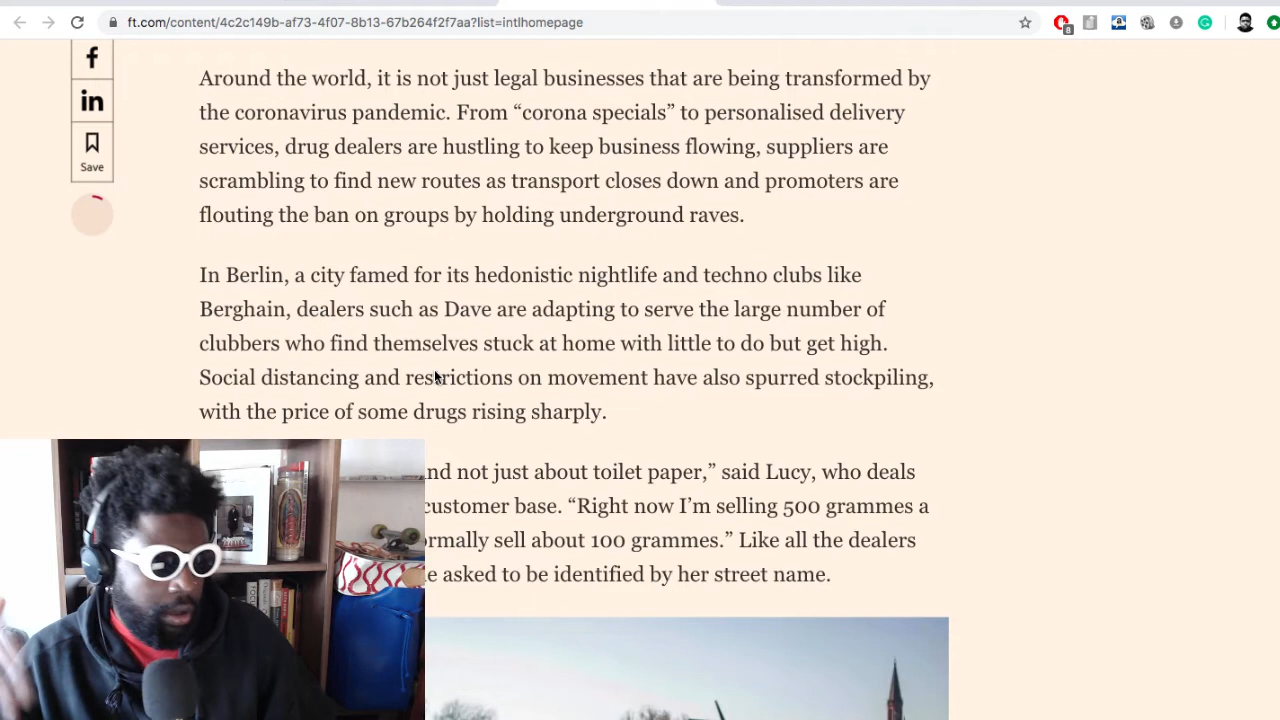 ft.com/content/4c2c149b-af73-4f07-8b13-67b264f2f7aa?list=intlhomepage
8
Around the world, it is not just legal businesses that are being transformed by
the coronavirus pandemic. From “corona specials” to personalised delivery
services, drug dealers are hustling to keep business flowing, suppliers are
scrambling to find new routes as transport closes down and promoters are
flouting the ban on groups by holding underground raves.
Save
In Berlin, a city famed for its hedonistic nightlife and techno clubs like
Berghain, dealers such as Dave are adapting to serve the large number of
clubbers who find themselves stuck at home with little to do but get high.
Social distancing and restrictions on movement have also spurred stockpiling,
with the price of some drugs rising sharply.
not just about toilet paper,” said Lucy, who deals
customer base. “Right now I’m selling 500 grammes a
sell about 100 grammes.” Like all the dealers
asked to be identified by her street name.